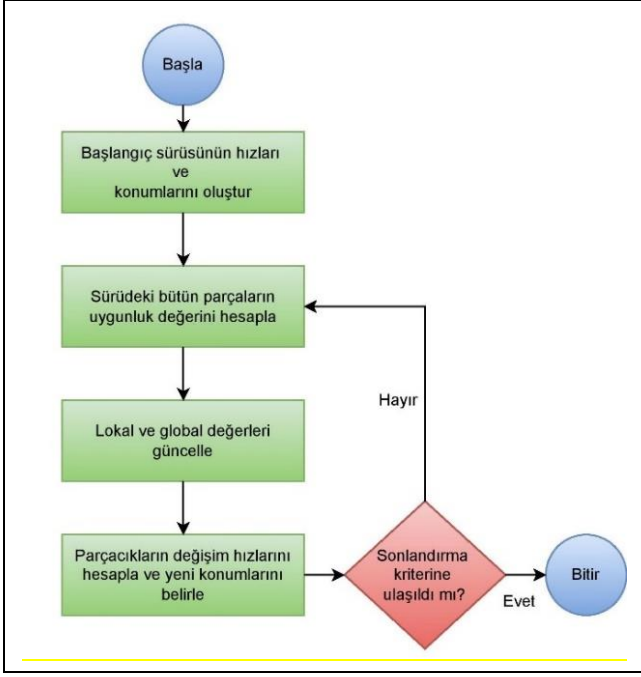 Başla
Başlangıç sürüsünün hızları
ve
konumlarını oluştur
Sürüdeki bütün parçaların
uygunluk değerini hesapla
Hayır
Lokal ve global değerleri
güncelle
Parçacıkların değişim hızlarını
hesapla ve yeni konumlarını
belirle
Sonlandırma
kriterine
ulaşıldı mı?
Evet
Bitir